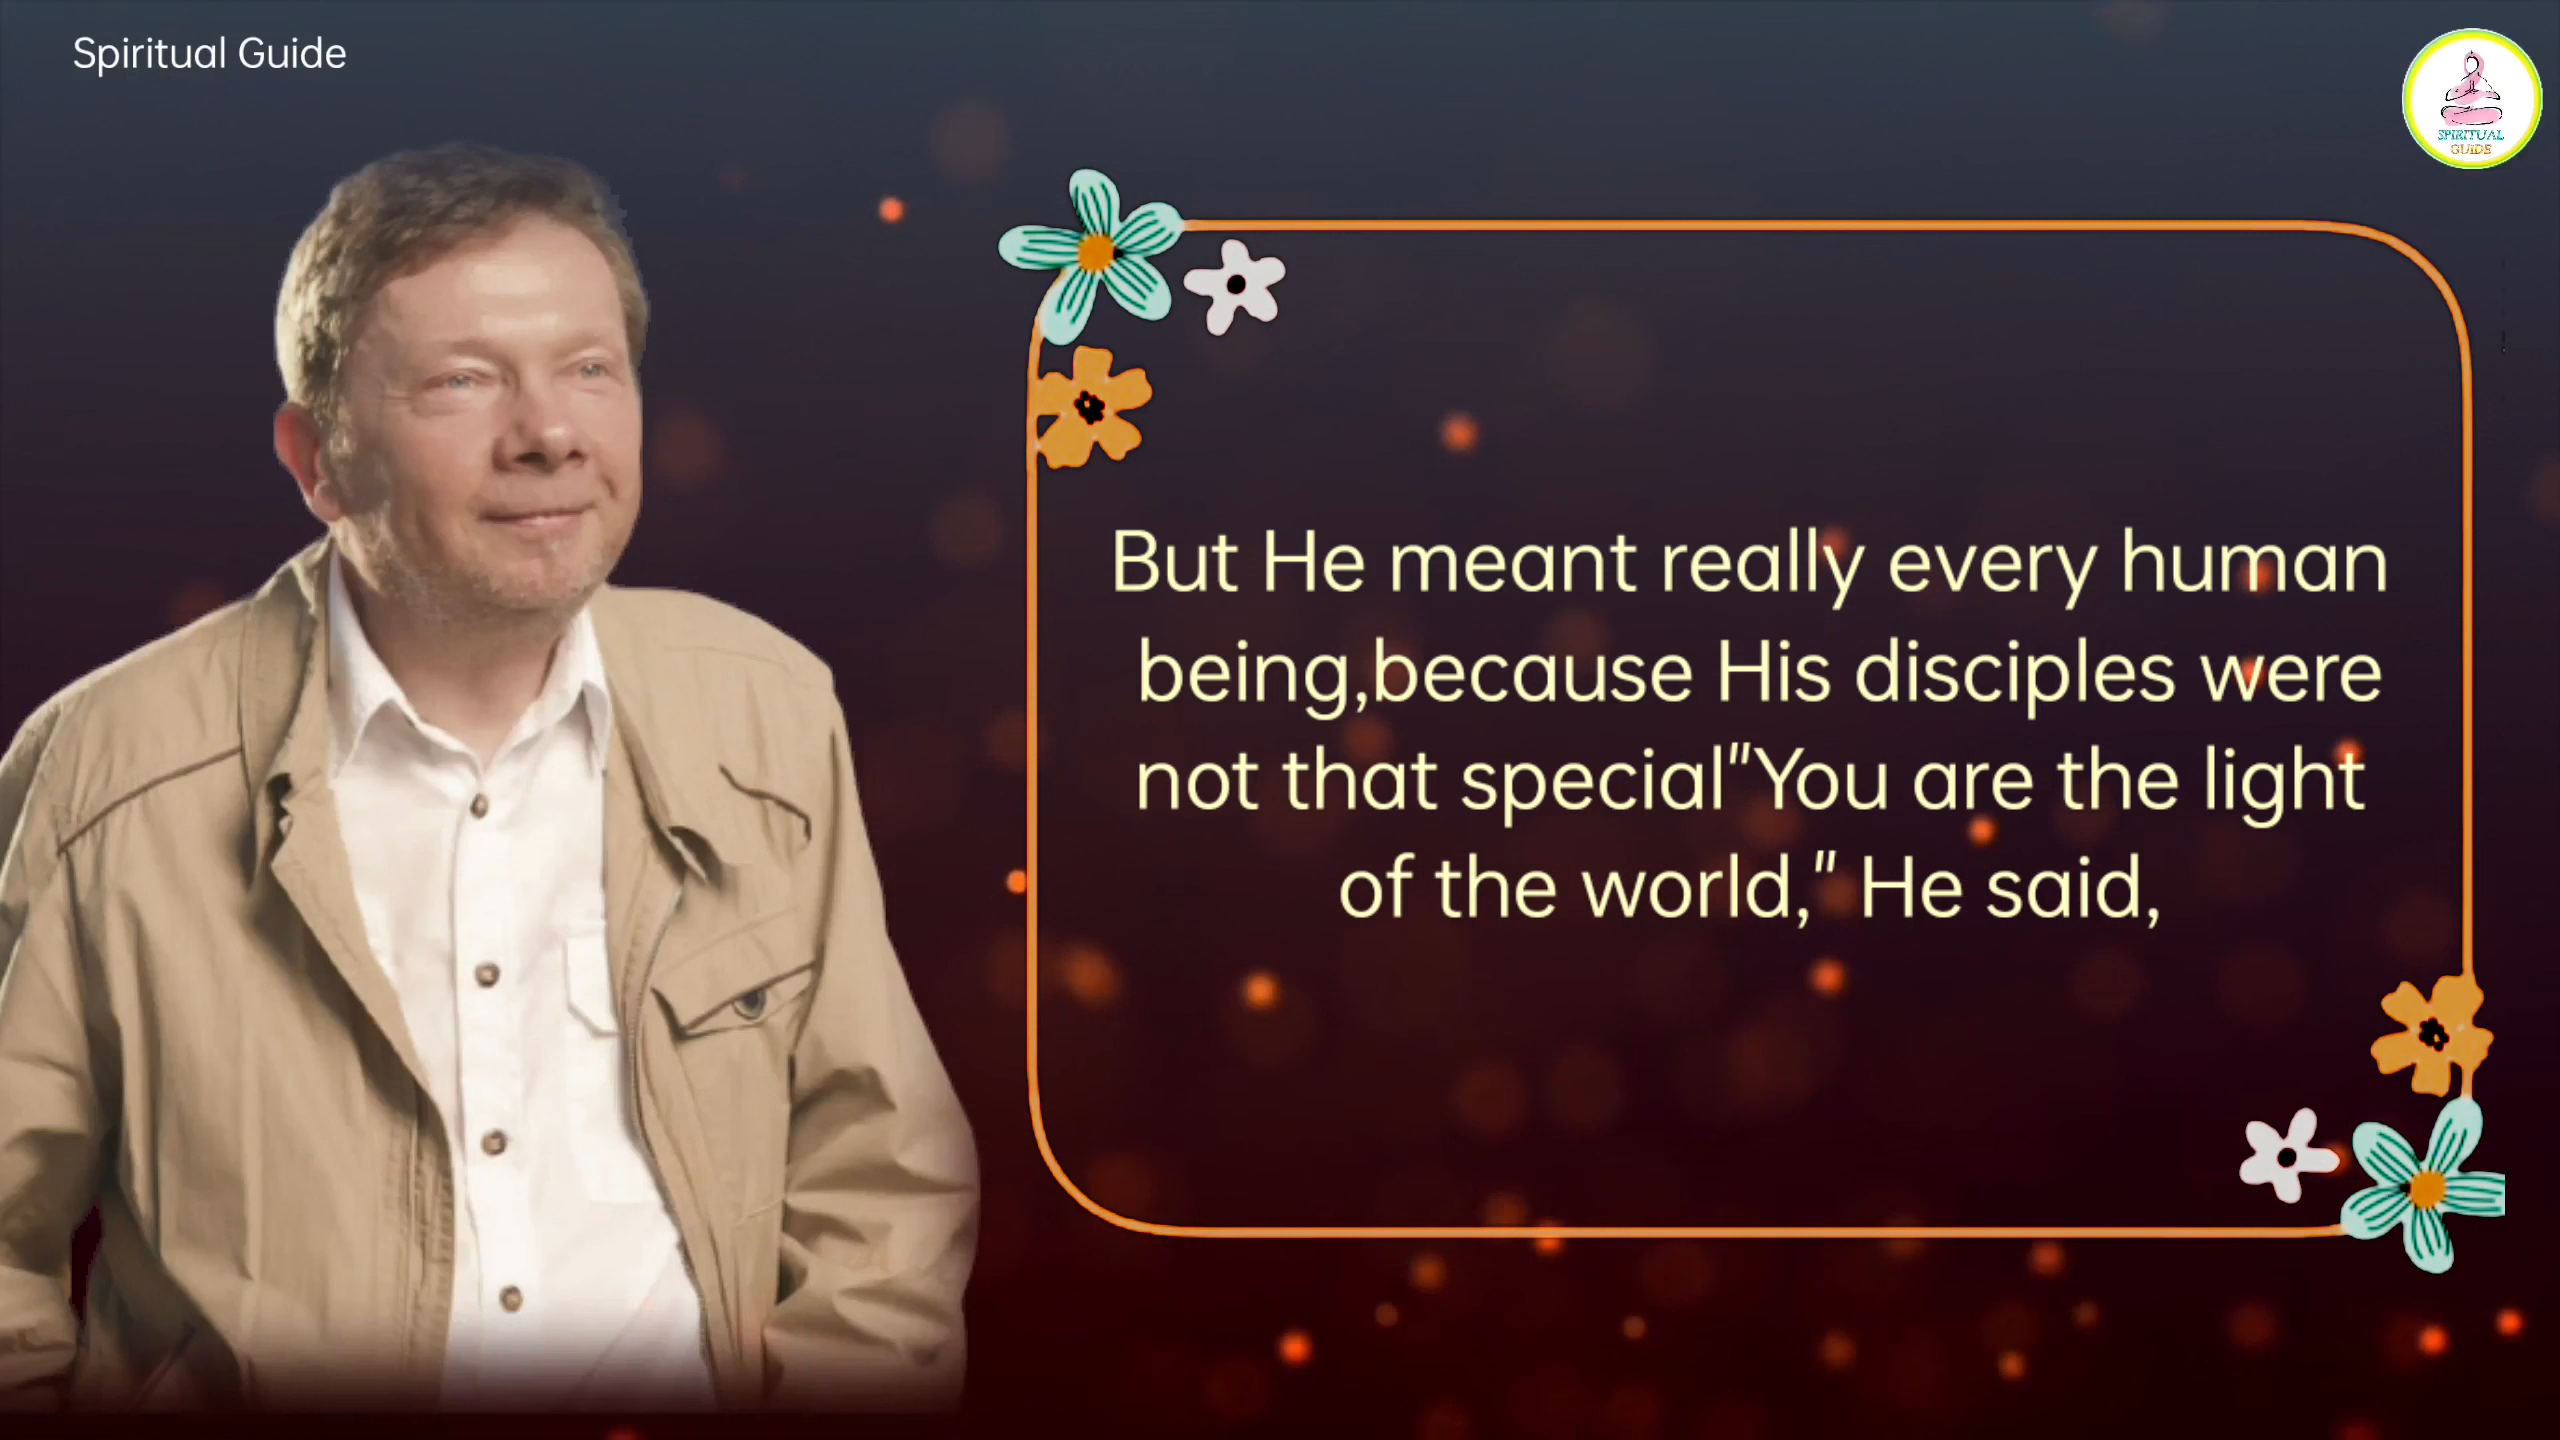 Spiritual Guide
SPIRITUAL
GUIDE
But He meant really every human
being,because His disciples were
not that special"You are the light
of the world," He said,